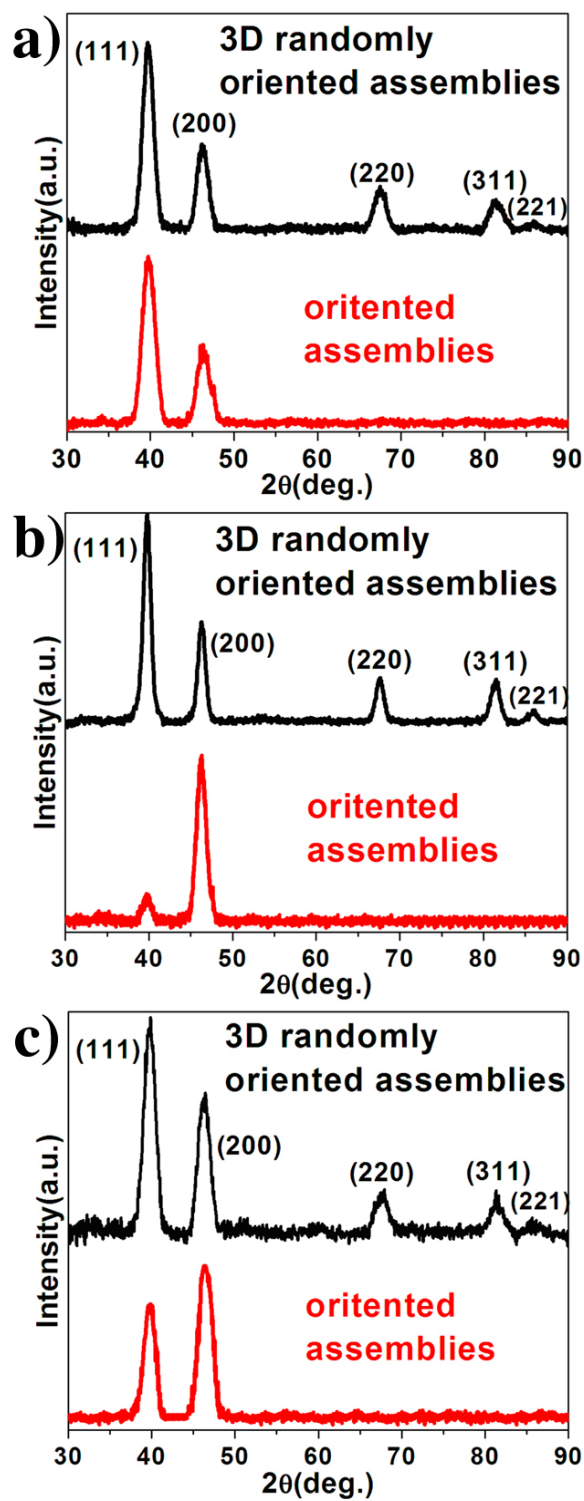 a)
(111)
3D randomly
oriented assemblies
(200)
(220)
(311)
(221)
oritented
assemblies
Intensity(a.u.)
30 40 50 60 70 80 90
2θ(deg.)
b)
(111)
3D randomly
oriented assemblies
(200)
(220)
(311)
(221)
oritented
assemblies
Intensity(a.u.)
30 40 50 60 70 80 90
2θ(deg.)
c)
(111)
3D randomly
oriented assemblies
(200)
(220)
(311)
(221)
oritented
assemblies
Intensity(a.u.)
30 40 50 60 70 80 90
2θ(deg.)